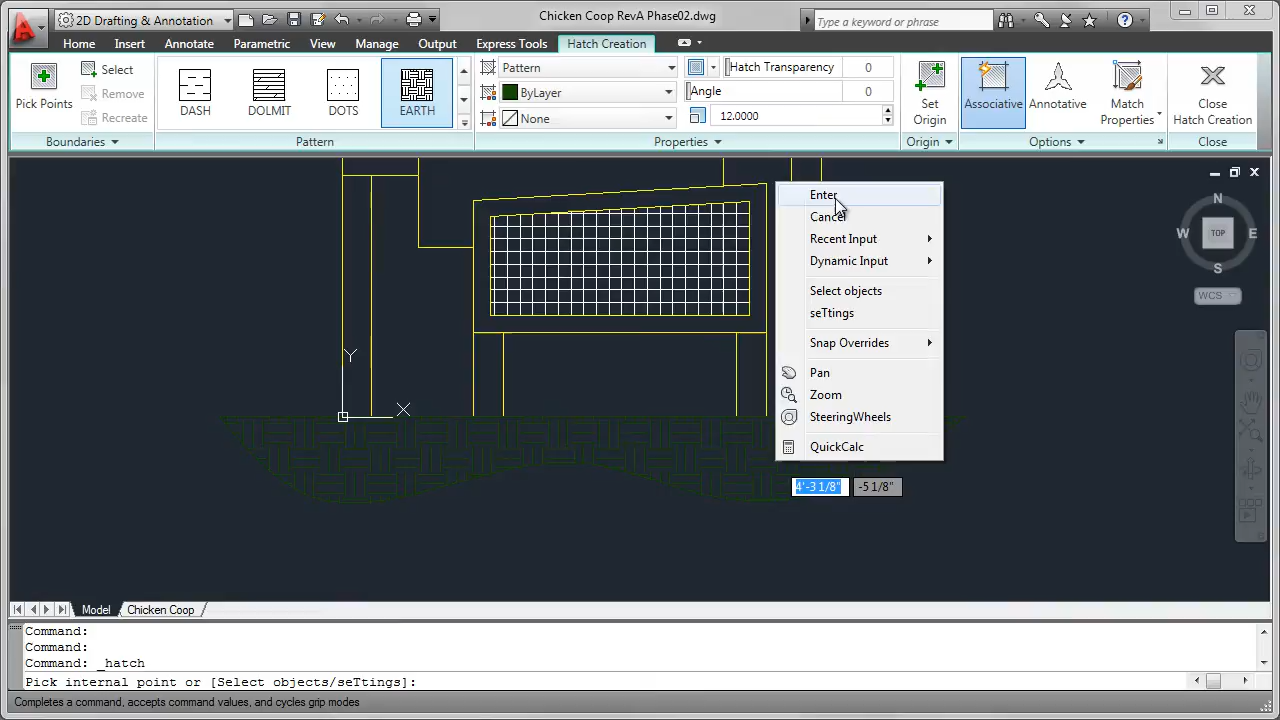 2D Drafting & Annotation
Chicken Coop RevA Phase02.dwg
Type a keyword or phrase
Home Insert Annotate Parametric View Manage Output Express Tools Hatch Creation
Pick Points
Select
Remove
Recreate
DASH
DOLMIT
DOTS
EARTH
Pattern
ByLayer
None
Hatch Transparency 0
Angle 0
12.0000
Set
Origin
Associative
Annotative
Match
Properties
Close
Hatch Creation
Boundaries Pattern Properties Origin Options Close
Enter
Cancel
Recent Input
Dynamic Input
Select objects
seTtings
Snap Overrides
Pan
Zoom
SteeringWheels
QuickCalc
N
W TOP E
S
WCS
Y
X
4'-3 1/8" -5 1/8"
Model Chicken Coop
Command:
Command:
Command: _hatch
Pick internal point or [Select objects/seTtings]:
Completes a command, accepts command values, and cycles grip modes